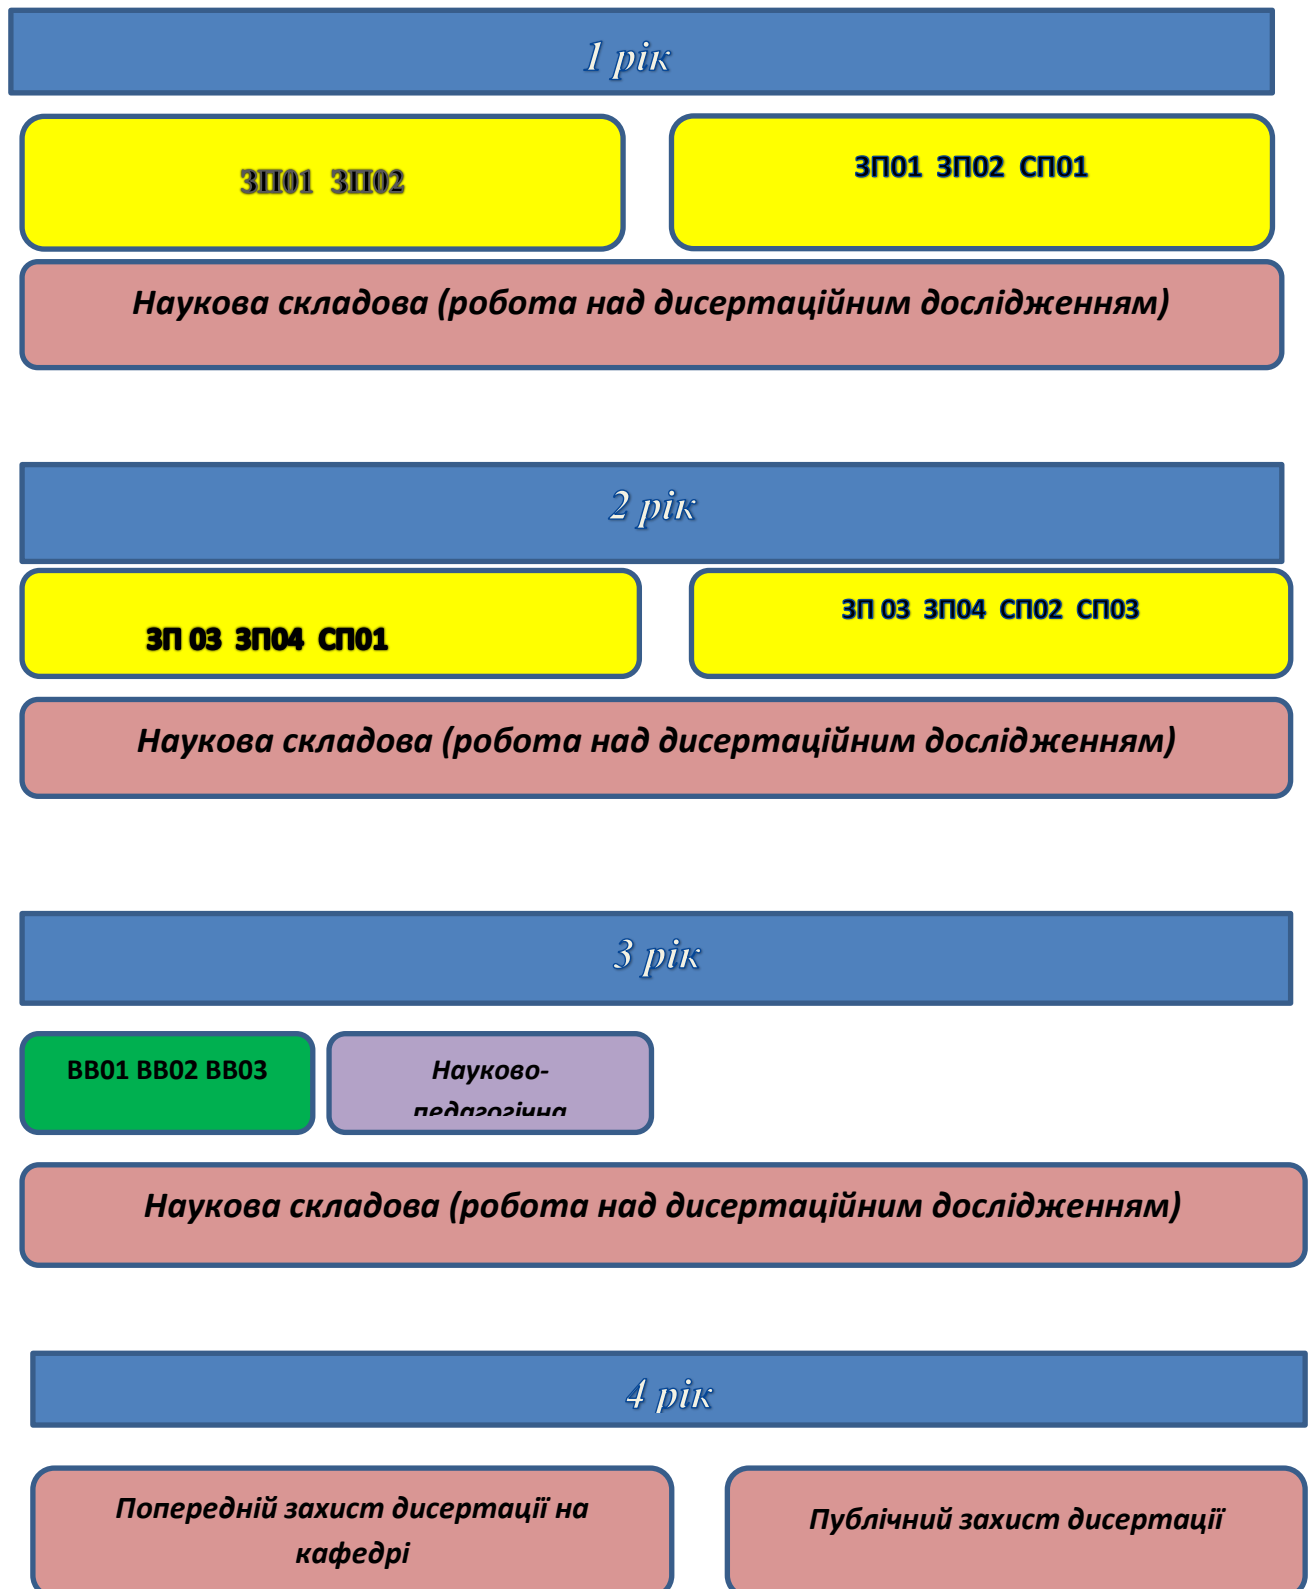 1 рік
ЗП01 ЗП02
ЗП01 ЗП02 СП01
Наукова складова (робота над дисертаційним дослідженням)
2 рік
ЗП 03 ЗП04 СП01
ЗП 03 ЗП04 СП02 СП03
Наукова складова (робота над дисертаційним дослідженням)
3 рік
ВВ01 ВВ02 ВВ03
Науково-
педагогічна
Наукова складова (робота над дисертаційним дослідженням)
4 рік
Попередній захист дисертації на
кафедрі
Публічний захист дисертації